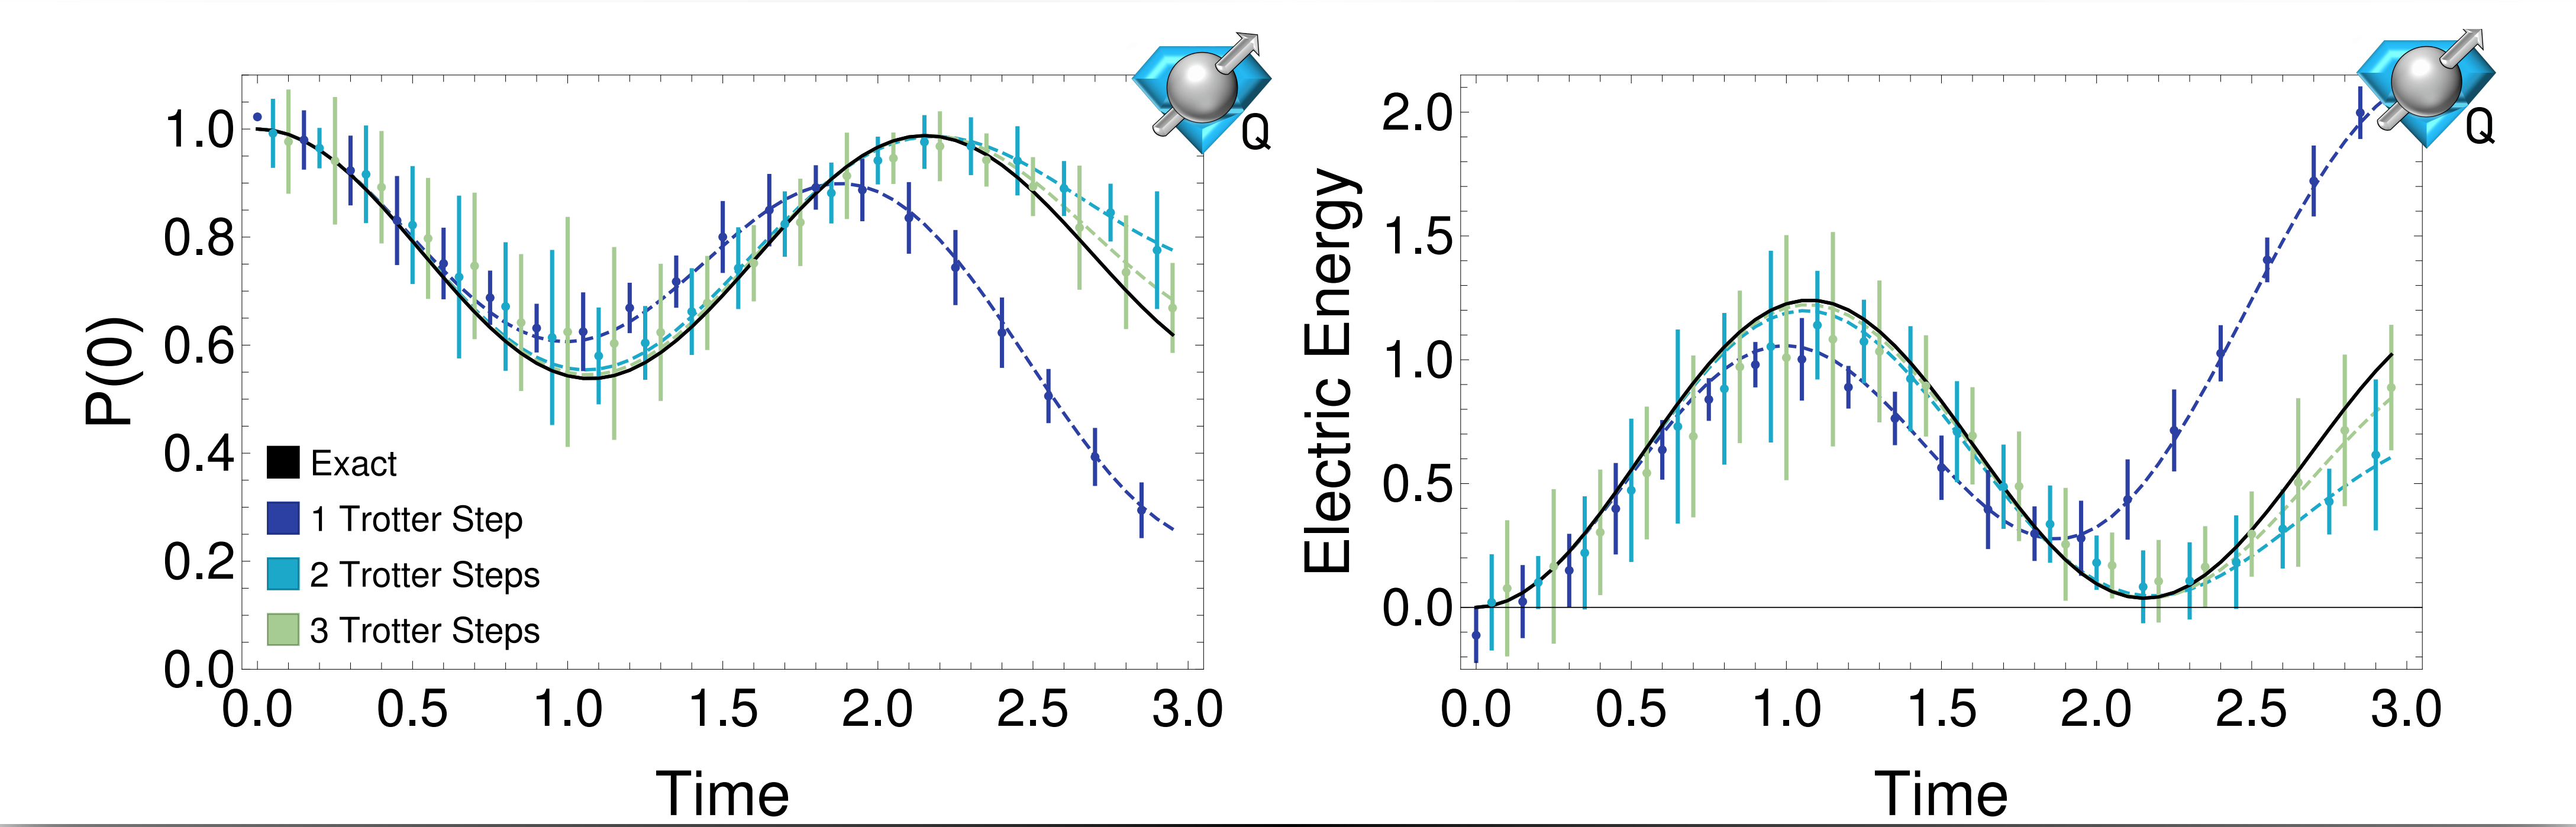 P(0)
1.0
0.8
0.6
0.4
0.2
0.0
Exact
1 Trotter Step
2 Trotter Steps
3 Trotter Steps
0.0 0.5 1.0 1.5 2.0 2.5 3.0
Time
Q
Electric Energy
2.0
1.5
1.0
0.5
0.0
0.0 0.5 1.0 1.5 2.0 2.5 3.0
Time
Q